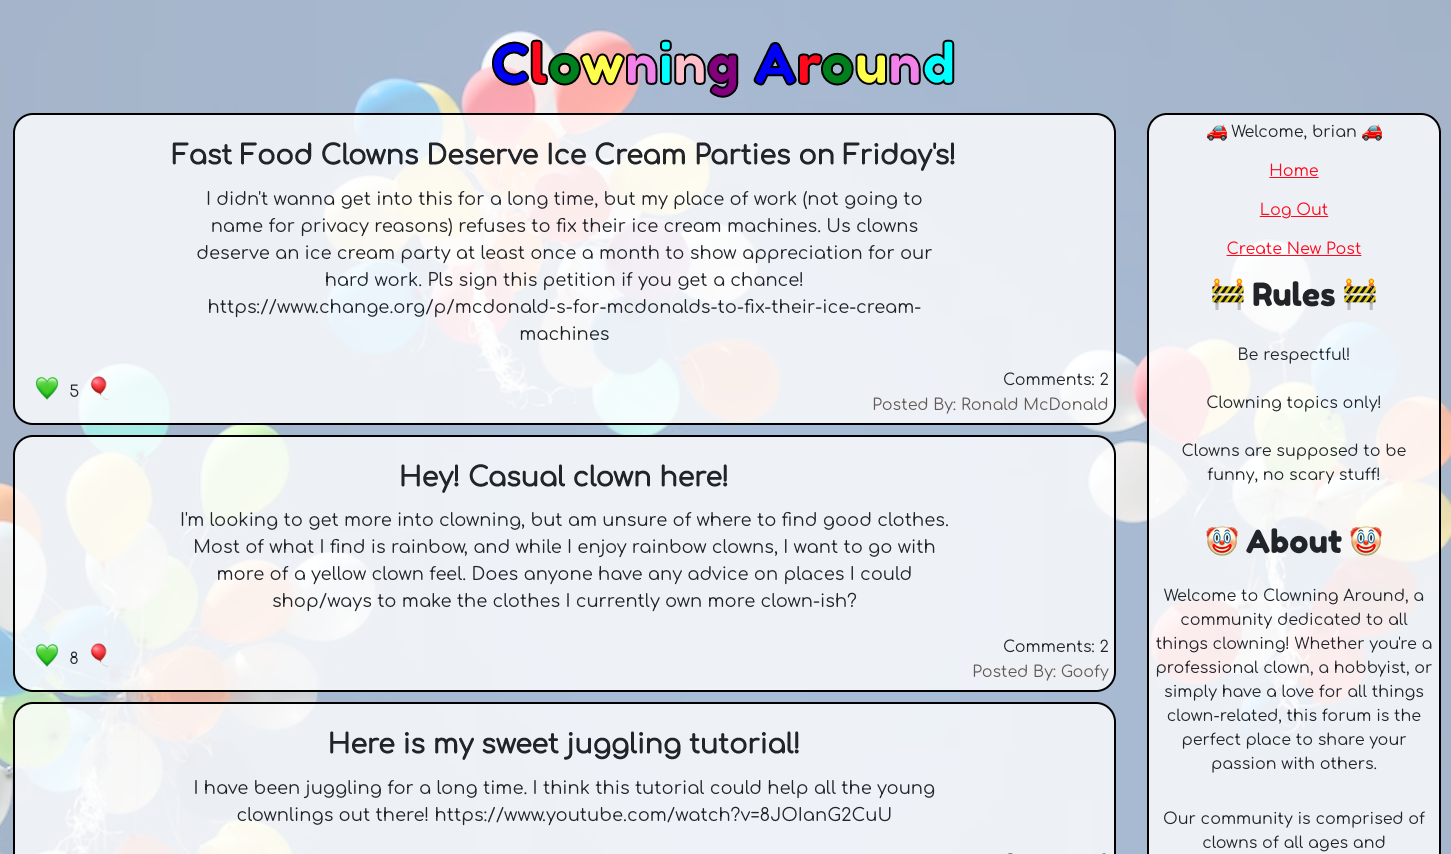 Clowning Around
Fast Food Clowns Deserve Ice Cream Parties on Friday's!
I didn't wanna get into this for a long time, but my place of work (not going to
name for privacy reasons) refuses to fix their ice cream machines. Us clowns
deserve an ice cream party at least once a month to show appreciation for our
hard work. Pls sign this petition if you get a chance!
https://www.change.org/p/mcdonald-s-for-mcdonalds-to-fix-their-ice-cream-
machines
5
Comments: 2
Posted By: Ronald McDonald
Hey! Casual clown here!
I'm looking to get more into clowning, but am unsure of where to find good clothes.
Most of what I find is rainbow, and while I enjoy rainbow clowns, I want to go with
more of a yellow clown feel. Does anyone have any advice on places I could
shop/ways to make the clothes I currently own more clown-ish?
8
Comments: 2
Posted By: Goofy
Here is my sweet juggling tutorial!
I have been juggling for a long time. I think this tutorial could help all the young
clownlings out there! https://www.youtube.com/watch?v=8JOIanG2CuU
Welcome, brian
Home
Log Out
Create New Post
Rules
Be respectful!
Clowning topics only!
Clowns are supposed to be
funny, no scary stuff!
About
Welcome to Clowning Around, a
community dedicated to all
things clowning! Whether you're a
professional clown, a hobbyist, or
simply have a love for all things
clown-related, this forum is the
perfect place to share your
passion with others.
Our community is comprised of
clowns of all ages and